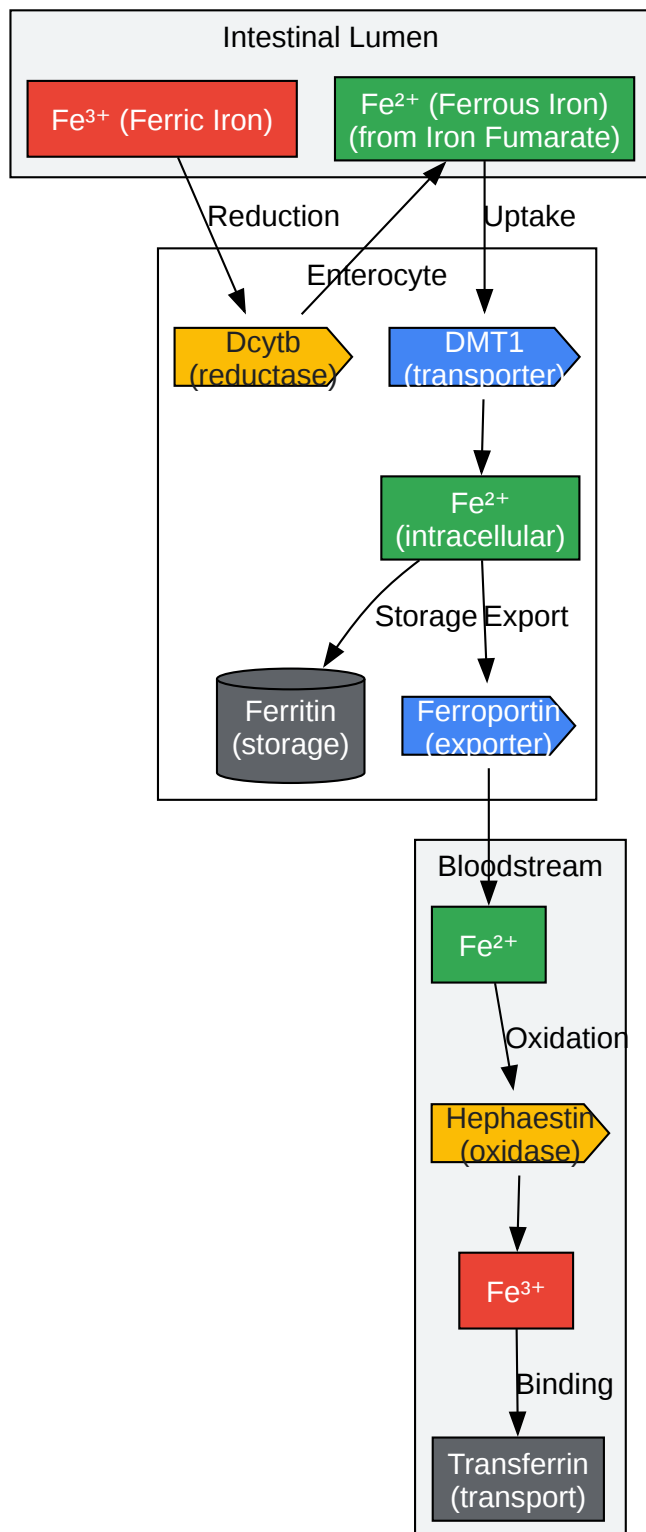 Intestinal Lumen
Fe³⁺ (Ferric Iron)
Fe²⁺ (Ferrous Iron)
(from Iron Fumarate)
Reduction
Uptake
Enterocyte
Dcytb
(reductase)
DMT1
(transporter)
Fe²⁺
(intracellular)
Storage
Export
Ferritin
(storage)
Ferroportin
(exporter)
Bloodstream
Fe²⁺
Oxidation
Hephaestin
(oxidase)
Fe³⁺
Binding
Transferrin
(transport)